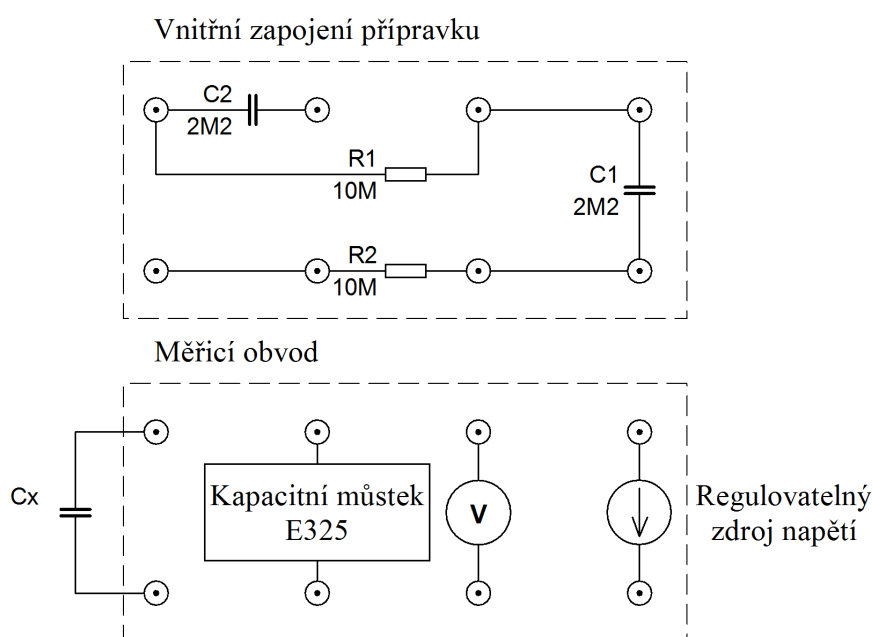 Vnitřní zapojení přípravku
C2
2M2
R1
10M
C1
2M2
R2
10M
Měřicí obvod
Cx
Kapacitní můstek
E325
V
Regulovatelný
zdroj napětí